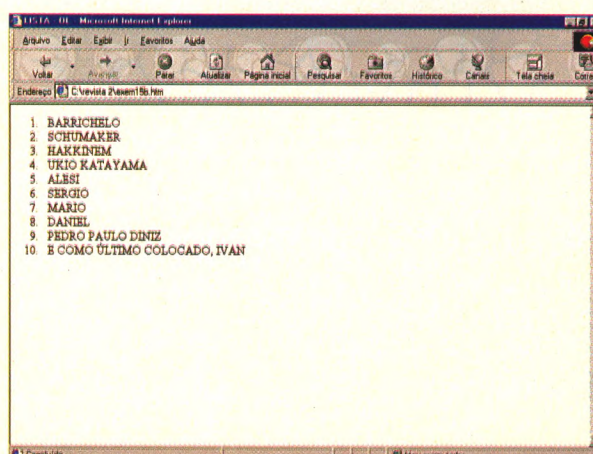 LISTA OL Microsoft Internet Explorer
Arquivo Editar Exibir Ir Favoritos Ajuda
Voltar Avançar Parar Atualizar Página inicial Pesquisar Favoritos Histórico Canais Tela cheia Corre
Endereço C:\revista 2\exem15b.htm
1. BARRICHELO
2. SCHUMAKER
3. HAKKINEM
4. UKIO KATAYAMA
5. ALESI
6. SERGIO
7. MARIO
8. DANIEL
9. PEDRO PAULO DINIZ
10. E COMO ÚLTIMO COLOCADO, IVAN
Concluído